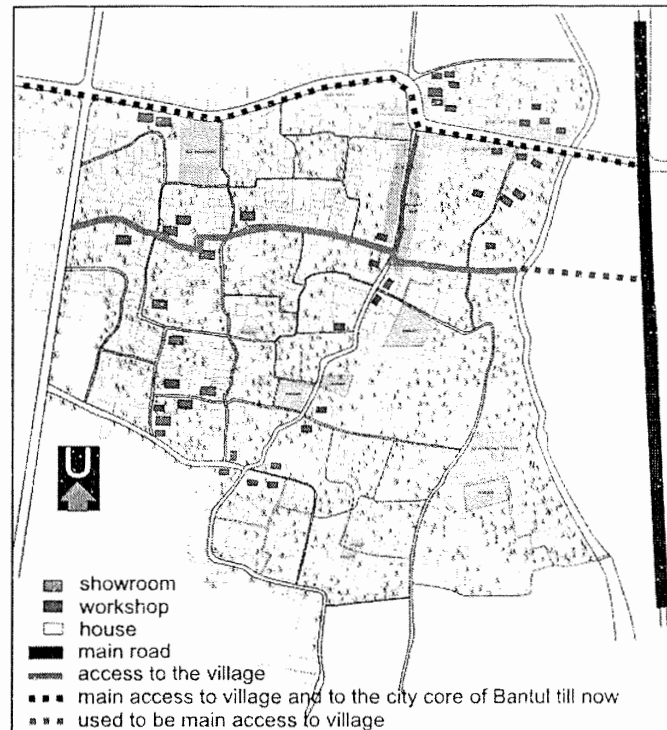 U
showroom
workshop
house
main road
access to the village
main access to village and to the city core of Bantul till now
used to be main access to village